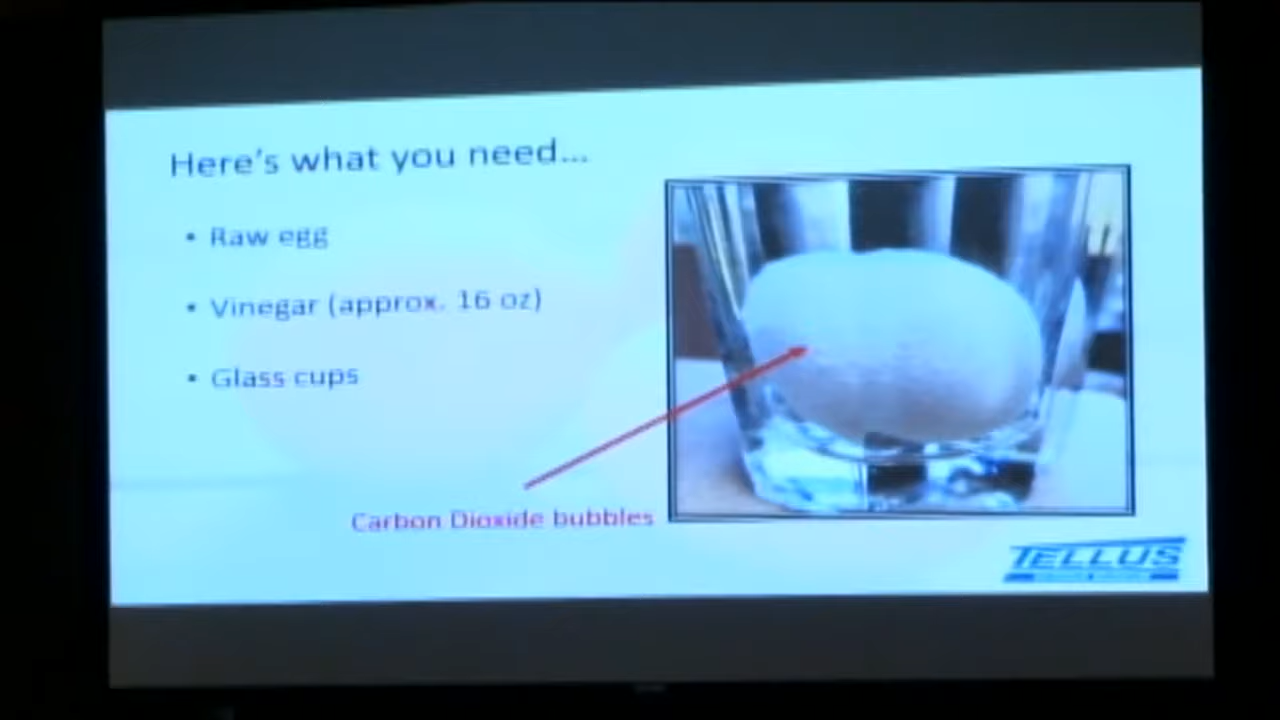 Here's what you need...
• Raw egg
• Vinegar (approx. 16 oz)
• Glass cups
Carbon Dioxide bubbles
TELLUS